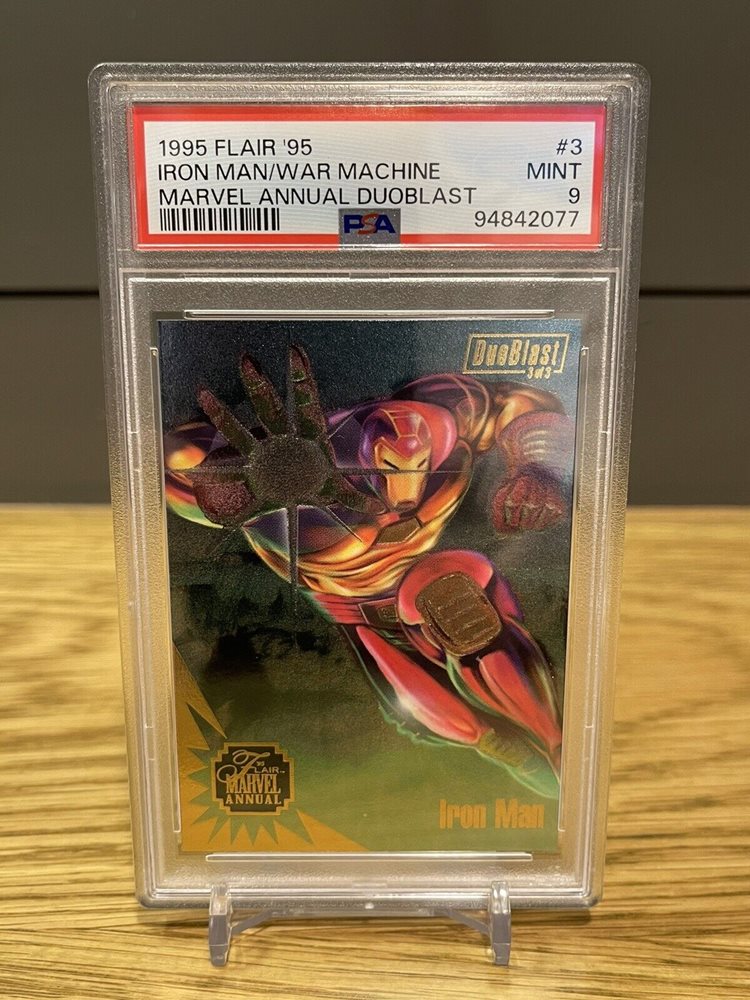 1995 FLAIR '95 #3
IRON MAN/WAR MACHINE MINT
MARVEL ANNUAL DUOBLAST 9
PSA 94842077
DuoBlast
3 of 3
'95
FLAIR™
MARVEL
ANNUAL
Iron Man